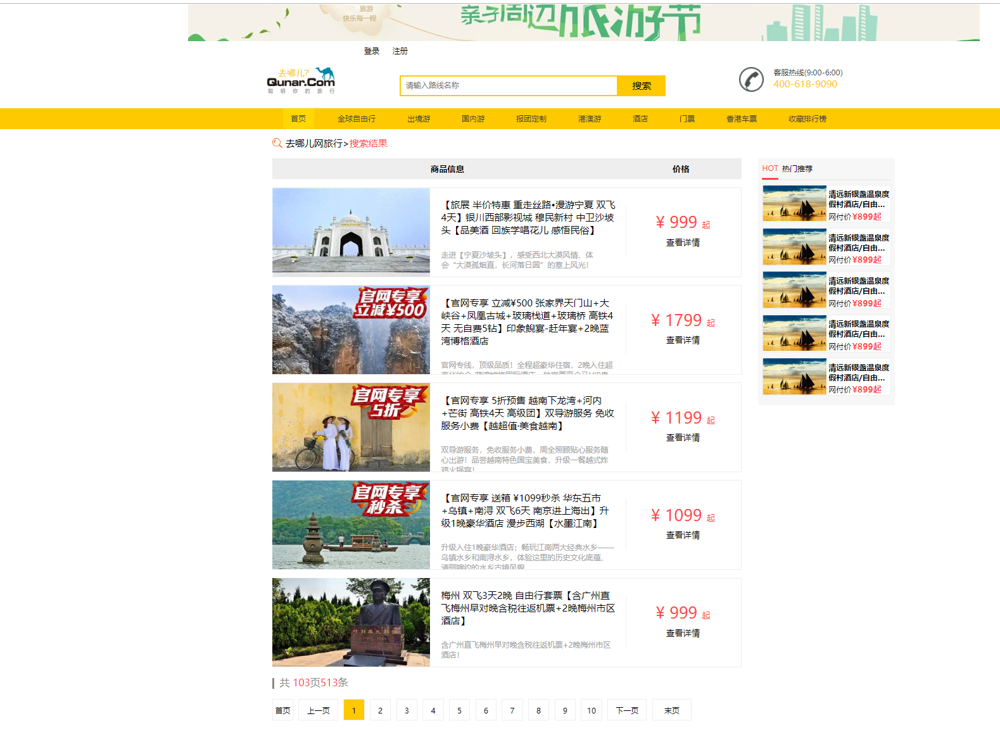 旅游
快乐每一程
亲子周边旅游节
登录 注册
去哪儿?
Qunar.Com
聪 明 你 的 旅 行
请输入路线名称
搜索
客服热线(9:00-6:00)
400-618-9090
首页 全球自由行 出境游 国内游 报团定制 港澳游 酒店 门票 香港车票 收藏排行榜
去哪儿网旅行>搜索结果
商品信息 价格
【旅展 半价特惠 重走丝路•漫游宁夏 双飞
4天】银川西部影视城 穆民新村 中卫沙坡
头【品美酒 回族学唱花儿 感悟民俗】
走进【宁夏沙坡头】，感受西北大漠风情、体
会“大漠孤烟直，长河落日圆”的塞上风光！
¥ 999 起
查看详情
官网专享
立减¥500
【官网专享 立减¥500 张家界天门山+大
峡谷+凤凰古城+玻璃栈道+玻璃桥 高铁4
天 无自费5钻】印象鲵宴-赶年宴+2晚蓝
湾博格酒店
官网专线，顶级品质！全程超豪华住宿，2晚入住超
¥ 1799 起
查看详情
官网专享
5折
【官网专享 5折预售 越南下龙湾+河内
+芒街 高铁4天 高级团】双导游服务 免收
服务小费【越超值·美食越南】
双导游服务，免收服务小费，周全照顾贴心服务随
心出游！品尝越南特色国宝美食，升级一餐越式炸
鸡火锅宴！
¥ 1199 起
查看详情
官网专享
秒杀
【官网专享 送箱 ¥1099秒杀 华东五市
+乌镇+南浔 双飞6天 南京进上海出】升
级1晚豪华酒店 漫步西湖【水墨江南】
升级入住1晚豪华酒店；畅玩江南两大经典水乡——
乌镇水乡和南浔水乡，体验这里的历史文化底蕴、
清丽婉约的水乡古镇风貌
¥ 1099 起
查看详情
梅州 双飞3天2晚 自由行套票【含广州直
飞梅州早对晚含税往返机票+2晚梅州市区
酒店】
含广州直飞梅州早对晚含税往返机票+2晚梅州市区
酒店！
¥ 999 起
查看详情
共 103页513条
首页 上一页 1 2 3 4 5 6 7 8 9 10 下一页 末页
HOT 热门推荐
清远新银盏温泉度
假村酒店/自由...
网付价¥899起
清远新银盏温泉度
假村酒店/自由...
网付价¥899起
清远新银盏温泉度
假村酒店/自由...
网付价¥899起
清远新银盏温泉度
假村酒店/自由...
网付价¥899起
清远新银盏温泉度
假村酒店/自由...
网付价¥899起